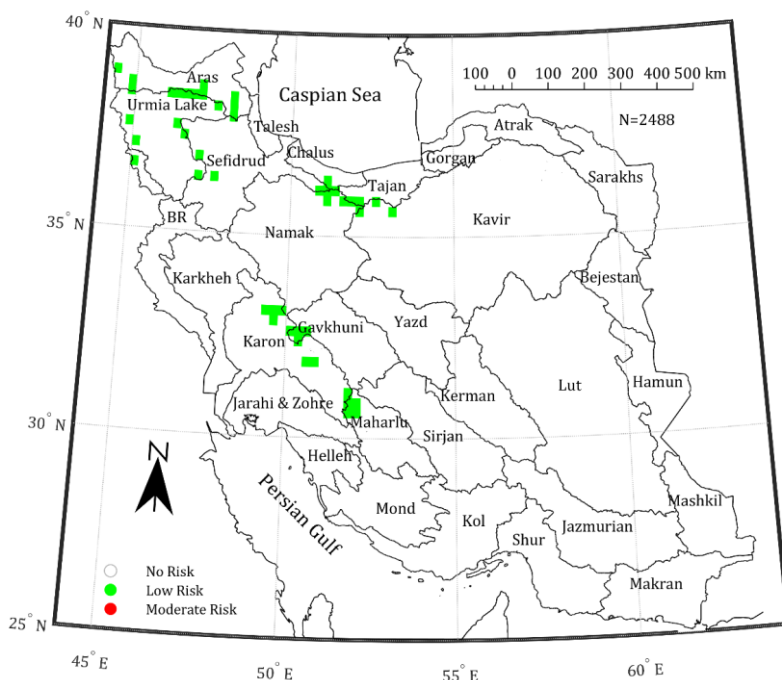 40° N
Aras
100 0 100 200 300 400 500 km
Caspian Sea
Urmia Lake
N=2488
Talesh
Atrak
Chalus
Gorgan
Sefidrud
Tajan
Sarakhs
35° N
BR
Namak
Kavir
Karkheh
Bejestan
Gavkhuni
Yazd
Karon
Lut
Hamun
Kerman
Jarahi & Zohre
Maharlu
30° N
Sirjan
N
Helleh
Persian Gulf
Mond
Kol
Mashkil
Jazmurian
Shur
No Risk
Low Risk
Moderate Risk
Makran
25° N
45° E
50° E
55° E
60° E